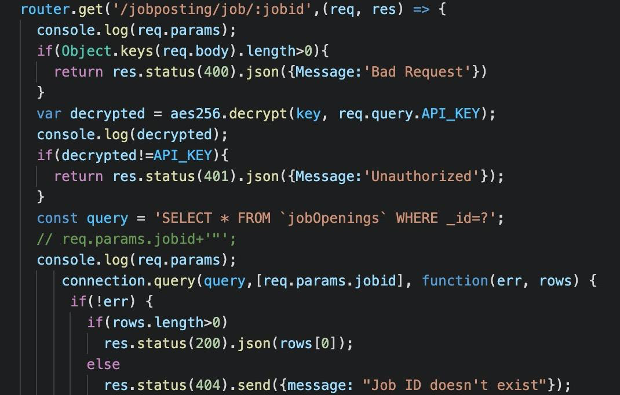 router.get('/jobposting/job/:jobid',(req, res) => {
console.log(req.params);
if(Object.keys(req.body).length>0){
return res.status(400).json({Message:'Bad Request'})
}
var decrypted = aes256.decrypt(key, req.query.API_KEY);
console.log(decrypted);
if(decrypted!=API_KEY){
return res.status(401).json({Message:'Unauthorized'});
}
const query = 'SELECT * FROM `jobOpenings` WHERE _id=?';
// req.params.jobid+'"';
console.log(req.params);
connection.query(query,[req.params.jobid], function(err, rows) {
if(!err) {
if(rows.length>0)
res.status(200).json(rows[0]);
else
res.status(404).send({message: "Job ID doesn't exist"});